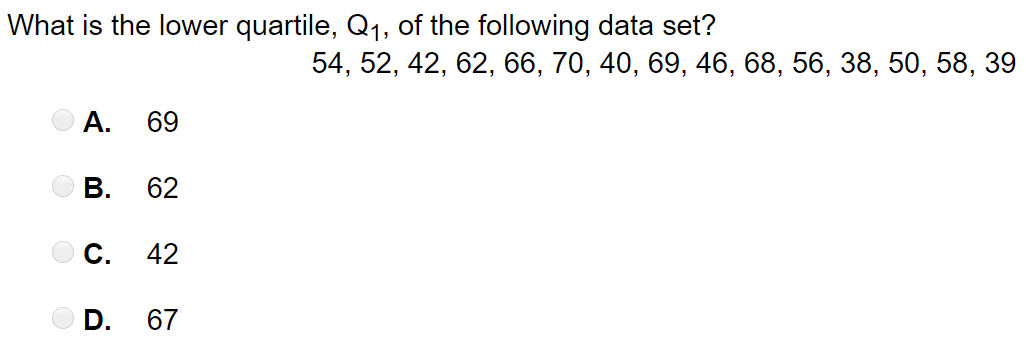 What is the lower quartile, Q₁, of the following data set?
54, 52, 42, 62, 66, 70, 40, 69, 46, 68, 56, 38, 50, 58, 39
A. 69
B. 62
C. 42
D. 67